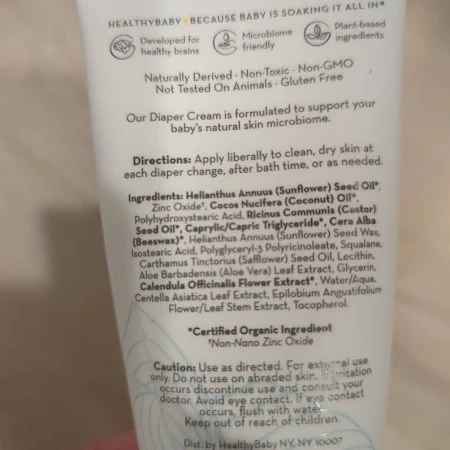 HEALTHYBABY BECAUSE BABY IS SOAKING IT ALL IN*
Developed for
healthy brains
Microbiome
friendly
Plant-based
ingredients
Naturally Derived · Non-Toxic · Non-GMO
Not Tested On Animals · Gluten Free
Our Diaper Cream is formulated to support your
baby's natural skin microbiome.
Directions: Apply liberally to clean, dry skin at
each diaper change, after bath time, or as needed.
Ingredients: Helianthus Annuus (Sunflower) Seed Oil*,
Zinc Oxide†, Cocos Nucifera (Coconut) Oil*,
Polyhydroxystearic Acid, Ricinus Communis (Castor)
Seed Oil*, Caprylic/Capric Triglyceride*, Cera Alba
(Beeswax)*, Helianthus Annuus (Sunflower) Seed Wax,
Isostearic Acid, Polyglyceryl-3 Polyricinoleate, Squalane,
Carthamus Tinctorius (Safflower) Seed Oil, Lecithin,
Aloe Barbadensis (Aloe Vera) Leaf Extract, Glycerin,
Calendula Officinalis Flower Extract*, Water/Aqua,
Centella Asiatica Leaf Extract, Epilobium Angustifolium
Flower/Leaf Stem Extract, Tocopherol.
*Certified Organic Ingredient
†Non-Nano Zinc Oxide
Caution: Use as directed. For external use
only. Do not use on abraded skin. If irritation
occurs discontinue use and consult your
doctor. Avoid eye contact. If eye contact
occurs, flush with water.
Keep out of reach of children.
Dist. by HealthyBaby NY, NY 10007